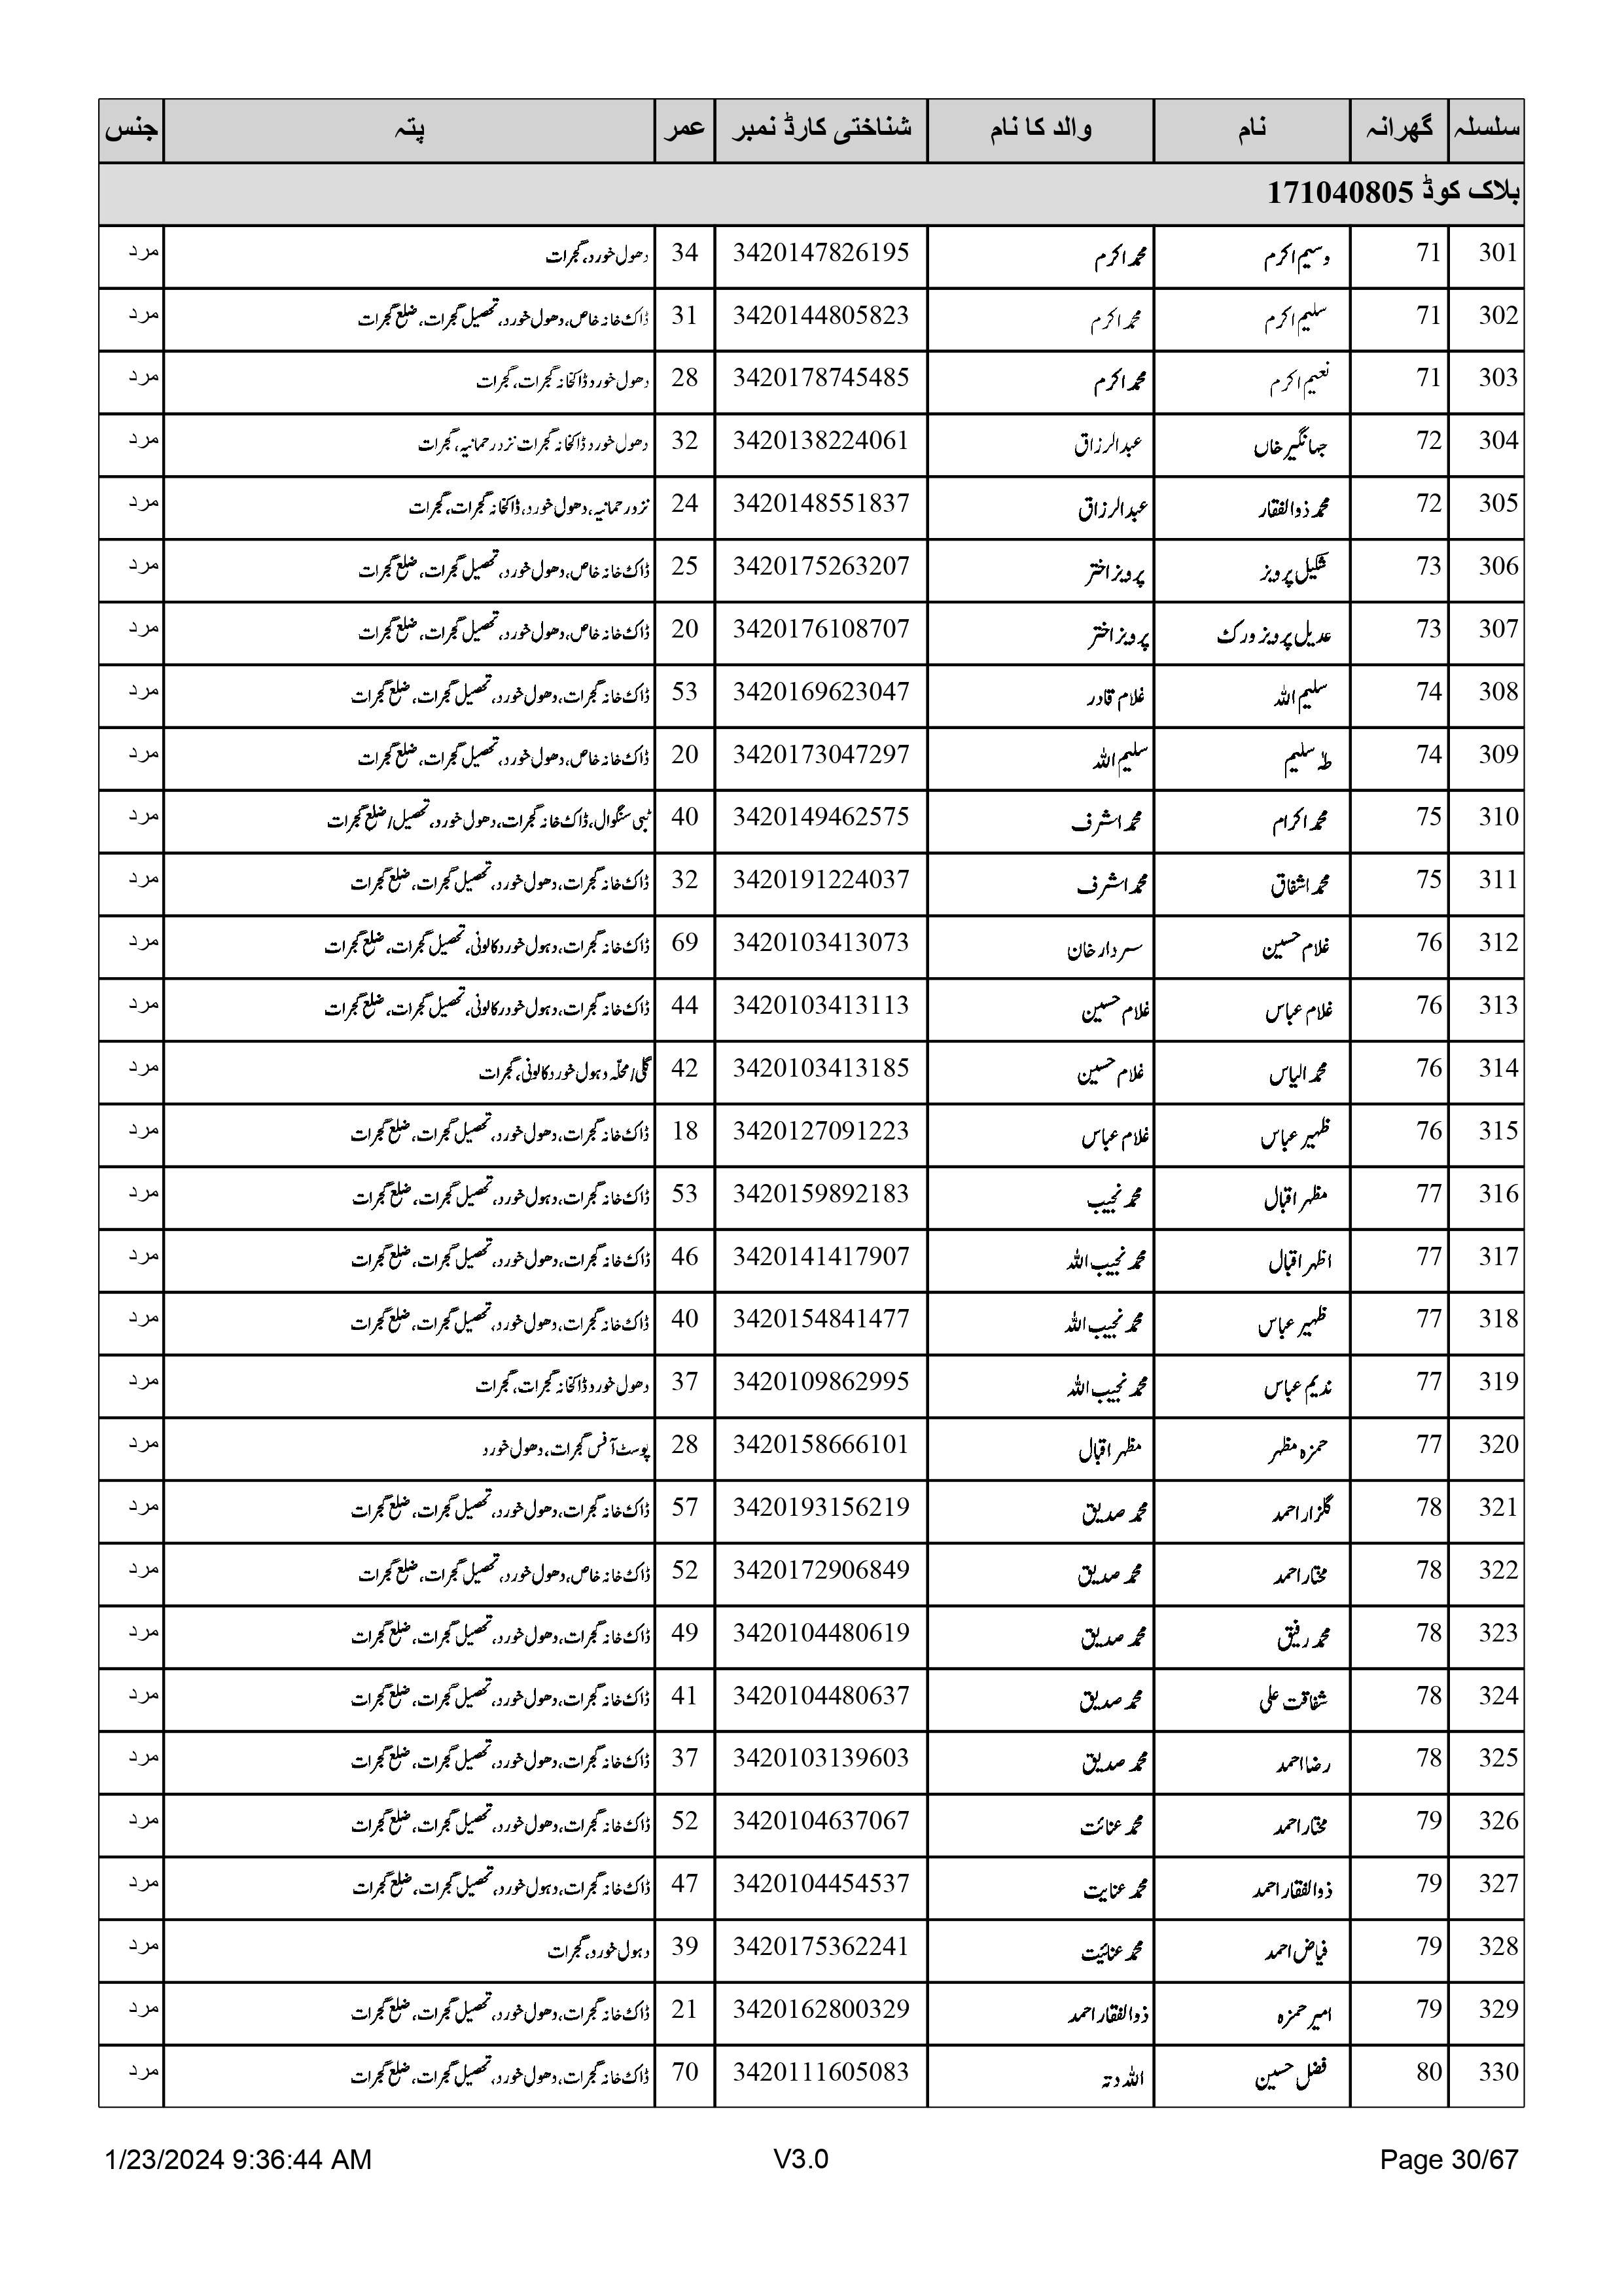 سلسلہ گھرانہ نام والد کا نام شناختی کارڈ نمبر عمر پتہ جنس
بلاک کوڈ 171040805
301 71 وسیم اکرم محمد اکرم 3420147826195 34 دھول خورد، گجرات مرد
302 71 سلیم اکرم محمد اکرم 3420144805823 31 ڈاک خانہ خاص، دھول خورد، تحصیل گجرات، ضلع گجرات مرد
303 71 نعیم اکرم محمد اکرم 3420178745485 28 دھول خورد ڈاکخانہ گجرات، گجرات مرد
304 72 جہانگیر خاں عبدالرزاق 3420138224061 32 دھول خورد ڈاکخانہ گجرات نزد رحمانیہ، گجرات مرد
305 72 محمد ذوالفقار عبدالرزاق 3420148551837 24 نزد رحمانیہ، دھول خورد، ڈاکخانہ گجرات، گجرات مرد
306 73 شکیل پرویز پرویز اختر 3420175263207 25 ڈاک خانہ خاص، دھول خورد، تحصیل گجرات، ضلع گجرات مرد
307 73 عدیل پرویز ورک پرویز اختر 3420176108707 20 ڈاک خانہ خاص، دھول خورد، تحصیل گجرات، ضلع گجرات مرد
308 74 سلیم اللہ غلام قادر 3420169623047 53 ڈاک خانہ گجرات، دھول خورد، تحصیل گجرات، ضلع گجرات مرد
309 74 طہٰ سلیم سلیم اللہ 3420173047297 20 ڈاک خانہ خاص، دھول خورد، تحصیل گجرات، ضلع گجرات مرد
310 75 محمد اکرام محمد اشرف 3420149462575 40 ٹبی سنگوال، ڈاک خانہ گجرات، دھول خورد، تحصیل/ ضلع گجرات مرد
311 75 محمد اشفاق محمد اشرف 3420191224037 32 ڈاک خانہ گجرات، دھول خورد، تحصیل گجرات، ضلع گجرات مرد
312 76 غلام حسین سردار خان 3420103413073 69 ڈاک خانہ گجرات، دہول خورد کالونی، تحصیل گجرات، ضلع گجرات مرد
313 76 غلام عباس غلام حسین 3420103413113 44 ڈاک خانہ گجرات، دہول خودر کالونی، تحصیل گجرات، ضلع گجرات مرد
314 76 محمد الیاس غلام حسین 3420103413185 42 گلی/ محلّہ دہول خورد کالونی، گجرات مرد
315 76 ظہیر عباس غلام عباس 3420127091223 18 ڈاک خانہ گجرات، دھول خورد، تحصیل گجرات، ضلع گجرات مرد
316 77 مظہر اقبال محمد نجیب 3420159892183 53 ڈاک خانہ گجرات، دہول خورد، تحصیل گجرات، ضلع گجرات مرد
317 77 اظہر اقبال محمد نجیب اللہ 3420141417907 46 ڈاک خانہ گجرات، دھول خورد، تحصیل گجرات، ضلع گجرات مرد
318 77 ظہیر عباس محمد نجیب اللہ 3420154841477 40 ڈاک خانہ گجرات، دھول خورد، تحصیل گجرات، ضلع گجرات مرد
319 77 ندیم عباس محمد نجیب اللہ 3420109862995 37 دھول خورد ڈاکخانہ گجرات، گجرات مرد
320 77 حمزہ مظہر مظہر اقبال 3420158666101 28 پوسٹ آفس گجرات، دھول خورد مرد
321 78 گلزار احمد محمد صدیق 3420193156219 57 ڈاک خانہ گجرات، دھول خورد، تحصیل گجرات، ضلع گجرات مرد
322 78 مختار احمد محمد صدیق 3420172906849 52 ڈاک خانہ خاص، دھول خورد، تحصیل گجرات، ضلع گجرات مرد
323 78 محمد رفیق محمد صدیق 3420104480619 49 ڈاک خانہ گجرات، دھول خورد، تحصیل گجرات، ضلع گجرات مرد
324 78 شفاقت علی محمد صدیق 3420104480637 41 ڈاک خانہ گجرات، دھول خورد، تحصیل گجرات، ضلع گجرات مرد
325 78 رضا احمد محمد صدیق 3420103139603 37 ڈاک خانہ گجرات، دھول خورد، تحصیل گجرات، ضلع گجرات مرد
326 79 مختار احمد محمد عنائت 3420104637067 52 ڈاک خانہ گجرات، دھول خورد، تحصیل گجرات، ضلع گجرات مرد
327 79 ذوالفقار احمد محمد عنایت 3420104454537 47 ڈاک خانہ گجرات، دہول خورد، تحصیل گجرات، ضلع گجرات مرد
328 79 فیاض احمد محمد عنائیت 3420175362241 39 دہول خورد، گجرات مرد
329 79 امیر حمزہ ذوالفقار احمد 3420162800329 21 ڈاک خانہ گجرات، دھول خورد، تحصیل گجرات، ضلع گجرات مرد
330 80 فضل حسین اللہ دتہ 3420111605083 70 ڈاک خانہ گجرات، دھول خورد، تحصیل گجرات، ضلع گجرات مرد
1/23/2024 9:36:44 AM V3.0 Page 30/67